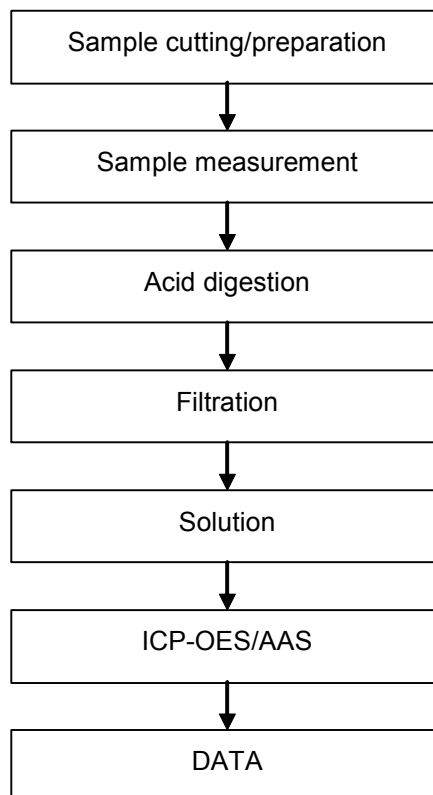 Sample cutting/preparation
Sample measurement
Acid digestion
Filtration
Solution
ICP-OES/AAS
DATA